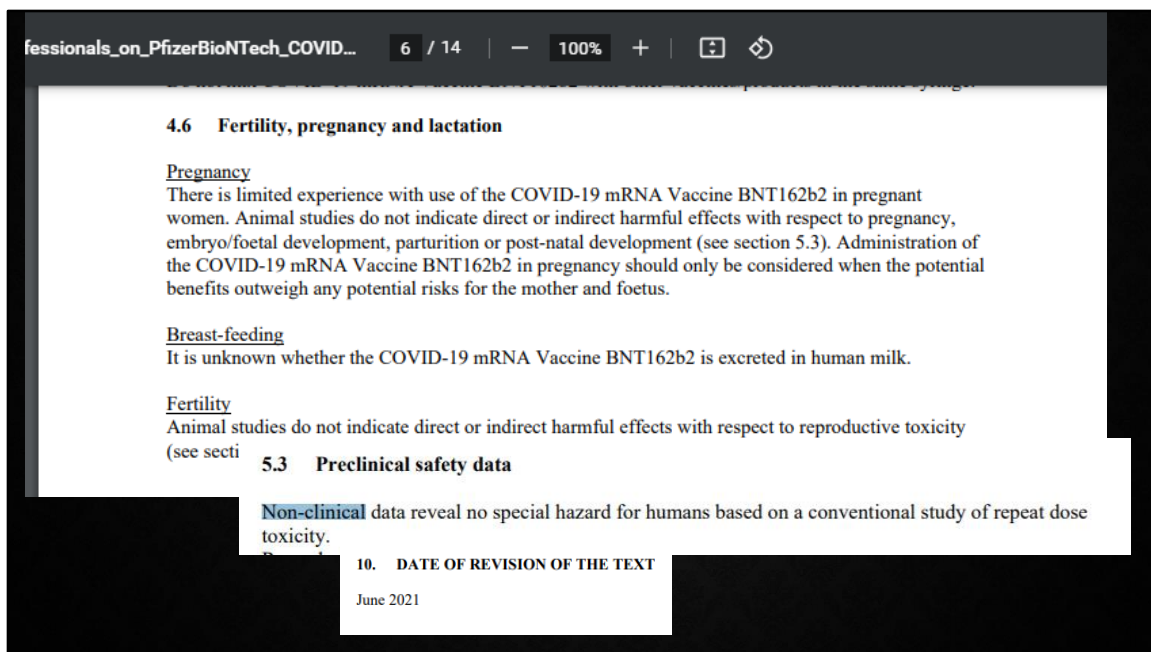 fessionals_on_PfizerBioNTech_COVID... 6 / 14 100%
4.6 Fertility, pregnancy and lactation
Pregnancy
There is limited experience with use of the COVID-19 mRNA Vaccine BNT162b2 in pregnant
women. Animal studies do not indicate direct or indirect harmful effects with respect to pregnancy,
embryo/foetal development, parturition or post-natal development (see section 5.3). Administration of
the COVID-19 mRNA Vaccine BNT162b2 in pregnancy should only be considered when the potential
benefits outweigh any potential risks for the mother and foetus.
Breast-feeding
It is unknown whether the COVID-19 mRNA Vaccine BNT162b2 is excreted in human milk.
Fertility
Animal studies do not indicate direct or indirect harmful effects with respect to reproductive toxicity
(see secti
5.3 Preclinical safety data
Non-clinical data reveal no special hazard for humans based on a conventional study of repeat dose
toxicity.
10. DATE OF REVISION OF THE TEXT
June 2021